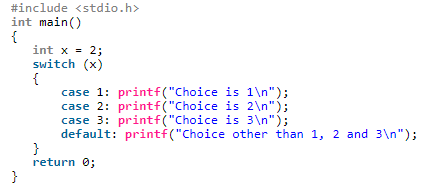 #include <stdio.h>
int main()
{
   int x = 2;
   switch (x)
   {
       case 1: printf("Choice is 1\n");
       case 2: printf("Choice is 2\n");
       case 3: printf("Choice is 3\n");
       default: printf("Choice other than 1, 2 and 3\n");
   }
   return 0;
}